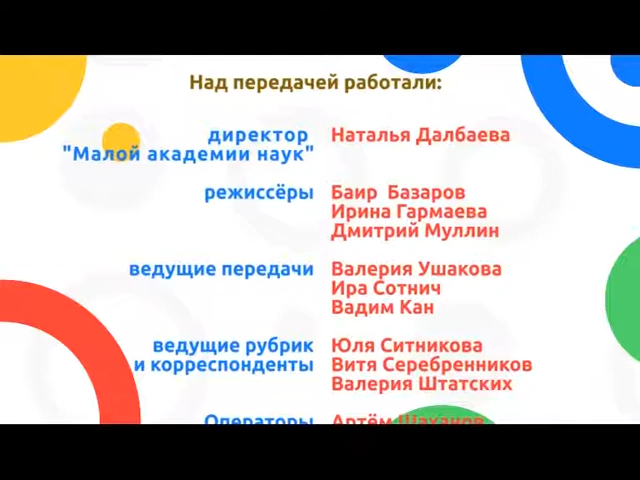 Над передачей работали:
директор Наталья Далбаева
"Малой академии наук"
режиссёры Баир Базаров
Ирина Гармаева
Дмитрий Муллин
ведущие передачи Валерия Ушакова
Ира Сотнич
Вадим Кан
ведущие рубрик Юля Ситникова
и корреспонденты Витя Серебренников
Валерия Штатских
Операторы Артём